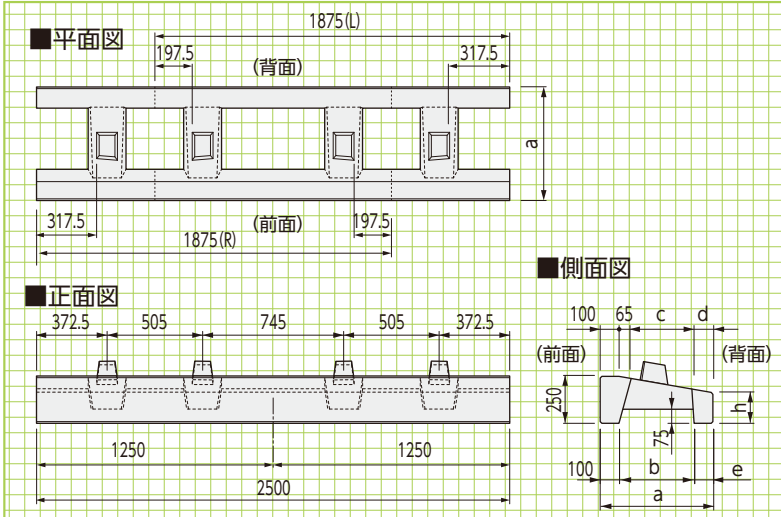 ■平面図
1875(L)
197.5
317.5
(背面)
a
317.5
(前面)
197.5
1875(R)
■正面図
372.5 505 745 505 372.5
1250 1250
2500
■側面図
100 65 c d
(前面) (背面)
250
h
75
100 b e
a